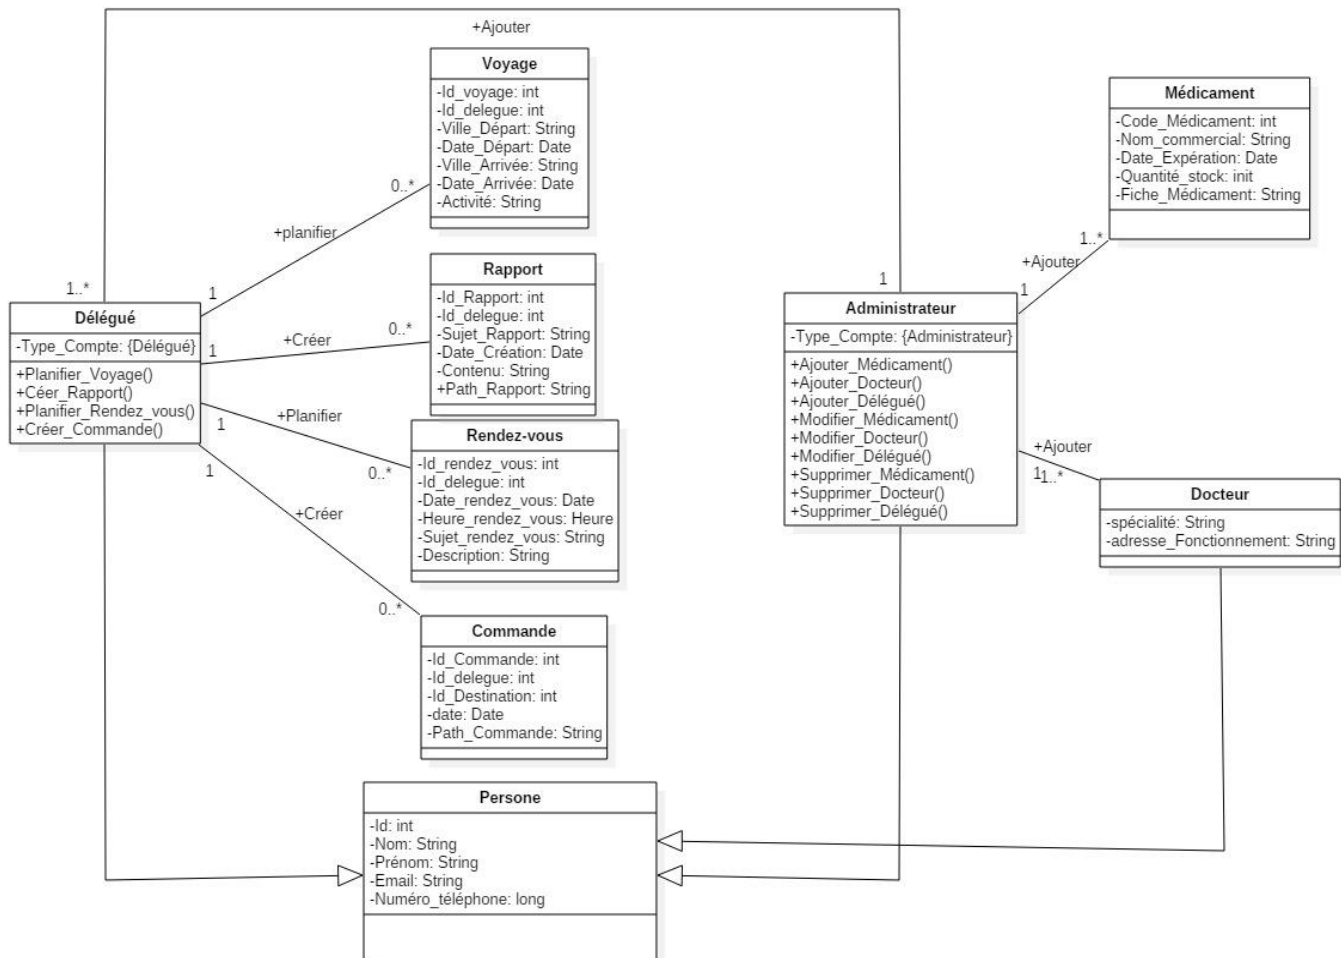 +Ajouter
Voyage
-Id_voyage: int
-Id_delegue: int
-Ville_Départ: String
-Date_Départ: Date
-Ville_Arrivée: String
-Date_Arrivée: Date
-Activité: String
0..*
+planifier
1
Médicament
-Code_Médicament: int
-Nom_commercial: String
-Date_Expération: Date
-Quantité_stock: init
-Fiche_Médicament: String
1..*
+Ajouter
1
1..*
1
Délégué
-Type_Compte: {Délégué}
+Planifier_Voyage()
+Céer_Rapport()
+Planifier_Rendez_vous()
+Créer_Commande()
Rapport
-Id_Rapport: int
-Id_delegue: int
-Sujet_Rapport: String
-Date_Création: Date
-Contenu: String
+Path_Rapport: String
0..*
+Créer
1
Administrateur
-Type_Compte: {Administrateur}
+Ajouter_Médicament()
+Ajouter_Docteur()
+Ajouter_Délégué()
+Modifier_Médicament()
+Modifier_Docteur()
+Modifier_Délégué()
+Supprimer_Médicament()
+Supprimer_Docteur()
+Supprimer_Délégué()
+Planifier
1
0..*
Rendez-vous
-Id_rendez_vous: int
-Id_delegue: int
-Date_rendez_vous: Date
-Heure_rendez_vous: Heure
-Sujet_rendez_vous: String
-Description: String
+Ajouter
1
1..*
Docteur
-spécialité: String
-adresse_Fonctionnement: String
1
+Créer
0..*
Commande
-Id_Commande: int
-Id_delegue: int
-Id_Destination: int
-date: Date
-Path_Commande: String
Persone
-Id: int
-Nom: String
-Prénom: String
-Email: String
-Numéro_téléphone: long